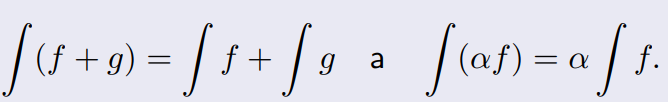 ∫(f + g) = ∫ f + ∫ g a ∫(αf) = α ∫ f.